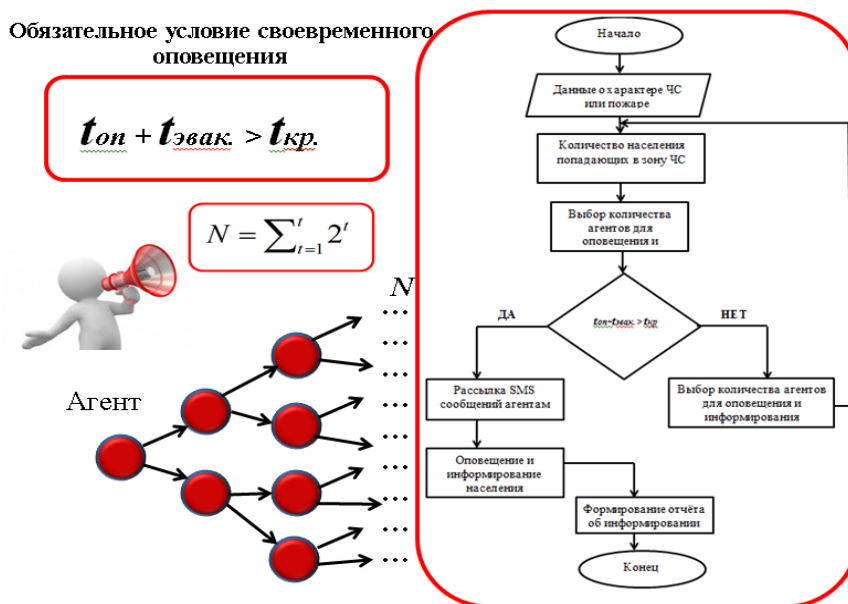 Обязательное условие своевременного
оповещения
tоп + tэвак. > tкр.
N = ∑ᵗₜ₌₁ 2ᵗ
N
...
...
...
...
...
...
...
...
Агент
Начало
Данные о характере ЧС
или пожаре
Количество населения
попадающих в зону ЧС
Выбор количества
агентов для
оповещения и
ДА
tоп+tэвак. > tкр
НЕТ
Рассылка SMS
сообщений агентам
Выбор количества агентов
для оповещения и
информирования
Оповещение и
информирование
населения
Формирование отчёта
об информировании
Конец